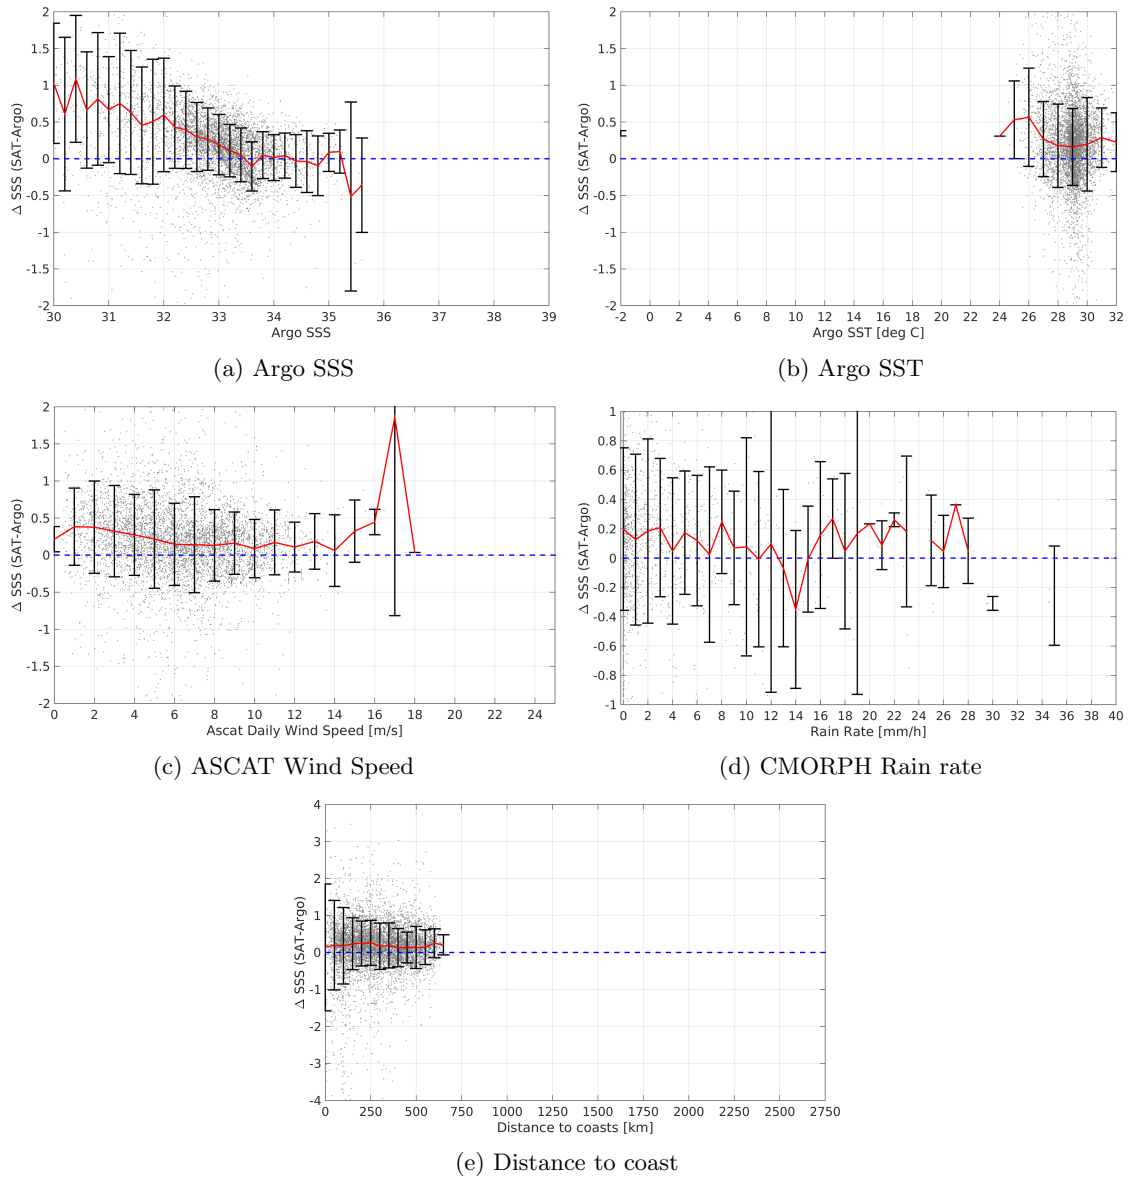 2
1.5
1
0.5
0
-0.5
-1
-1.5
-2
Δ SSS (SAT-Argo)
30 31 32 33 34 35 36 37 38 39
Argo SSS
(a) Argo SSS
2
1.5
1
0.5
0
-0.5
-1
-1.5
-2
Δ SSS (SAT-Argo)
-2 0 2 4 6 8 10 12 14 16 18 20 22 24 26 28 30 32
Argo SST [deg C]
(b) Argo SST
2
1.5
1
0.5
0
-0.5
-1
-1.5
-2
Δ SSS (SAT-Argo)
0 2 4 6 8 10 12 14 16 18 20 22 24
Ascat Daily Wind Speed [m/s]
(c) ASCAT Wind Speed
1
0.8
0.6
0.4
0.2
0
-0.2
-0.4
-0.6
-0.8
-1
Δ SSS (SAT-Argo)
0 2 4 6 8 10 12 14 16 18 20 22 24 26 28 30 32 34 36 38 40
Rain Rate [mm/h]
(d) CMORPH Rain rate
4
3
2
1
0
-1
-2
-3
-4
Δ SSS (SAT-Argo)
0 250 500 750 1000 1250 1500 1750 2000 2250 2500 2750
Distance to coasts [km]
(e) Distance to coast